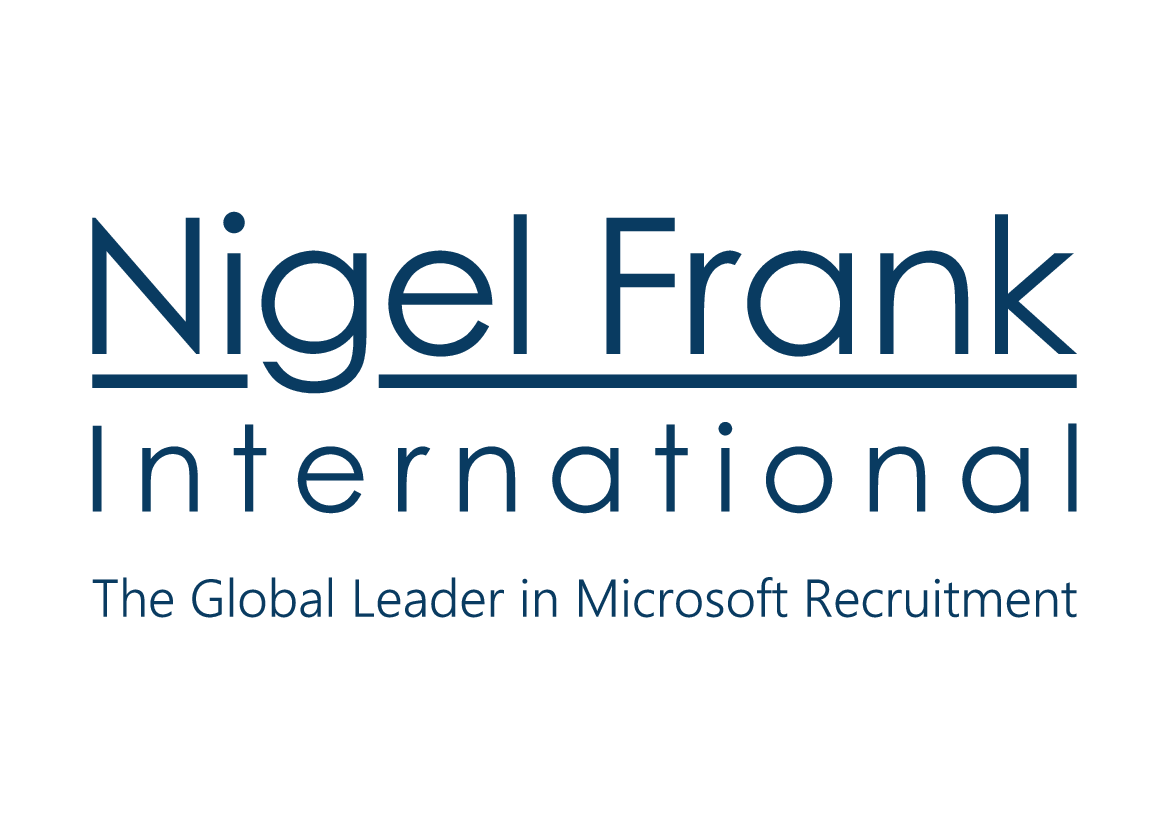 Nigel Frank
International
The Global Leader in Microsoft Recruitment